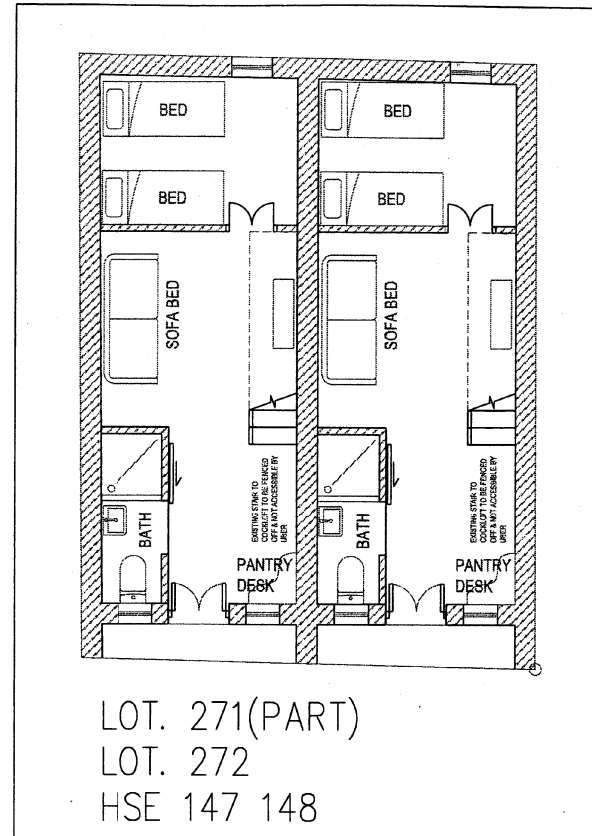 BED
BED
BED
BED
SOFA BED
SOFA BED
EXISTING STAIR TO
COCKLOFT TO BE FENCED
OFF & NOT ACCESSIBLE BY
USER
EXISTING STAIR TO
COCKLOFT TO BE FENCED
OFF & NOT ACCESSIBLE BY
USER
BATH
BATH
PANTRY
DESK
PANTRY
DESK
LOT. 271(PART)
LOT. 272
HSE 147 148